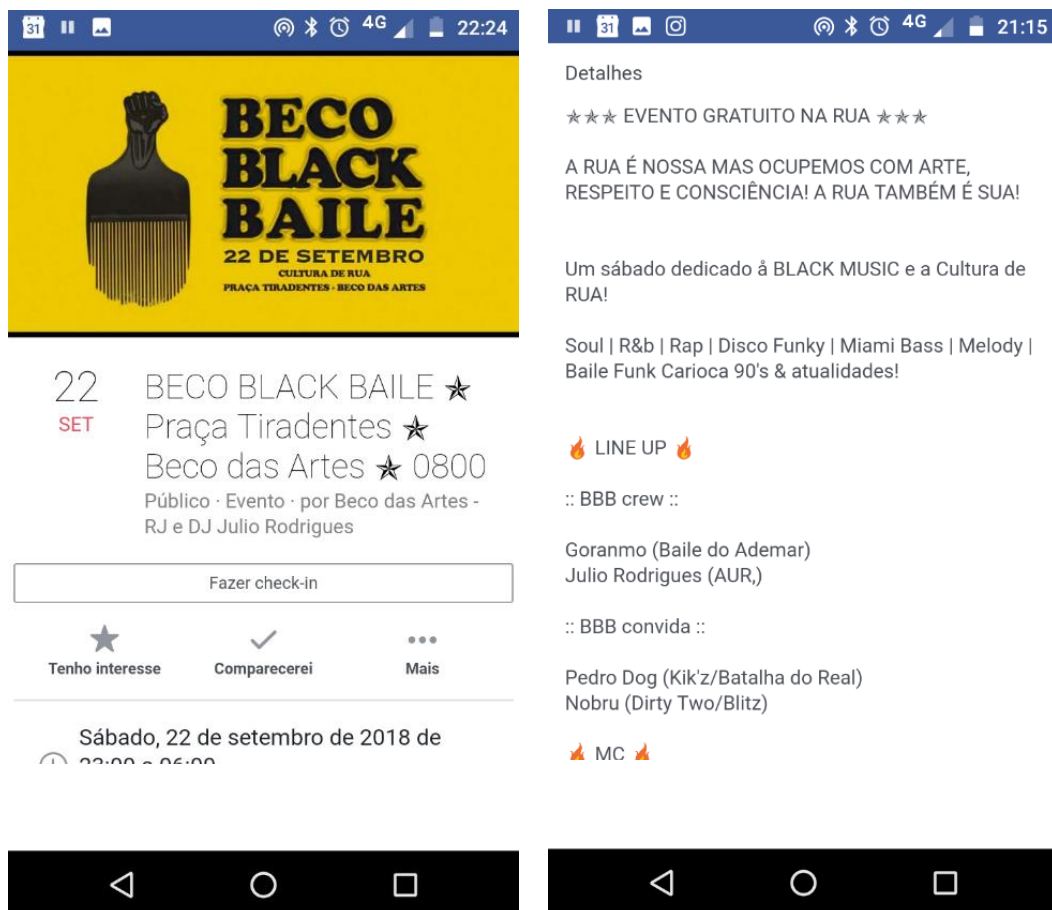 31
4G
22:24
BECO
BLACK
BAILE
22 DE SETEMBRO
CULTURA DE RUA
PRAÇA TIRADENTES - BECO DAS ARTES
22
SET
BECO BLACK BAILE ★
Praça Tiradentes ★
Beco das Artes ★ 0800
Público · Evento · por Beco das Artes -
RJ e DJ Julio Rodrigues
Fazer check-in
Tenho interesse
Comparecerei
Mais
Sábado, 22 de setembro de 2018 de
23:00 a 06:00
31
4G
21:15
Detalhes
★★★ EVENTO GRATUITO NA RUA ★★★
A RUA É NOSSA MAS OCUPEMOS COM ARTE,
RESPEITO E CONSCIÊNCIA! A RUA TAMBÉM É SUA!
Um sábado dedicado å BLACK MUSIC e a Cultura de
RUA!
Soul | R&b | Rap | Disco Funky | Miami Bass | Melody |
Baile Funk Carioca 90's & atualidades!
🔥 LINE UP 🔥
:: BBB crew ::
Goranmo (Baile do Ademar)
Julio Rodrigues (AUR,)
:: BBB convida ::
Pedro Dog (Kik'z/Batalha do Real)
Nobru (Dirty Two/Blitz)
🔥 MC 🔥